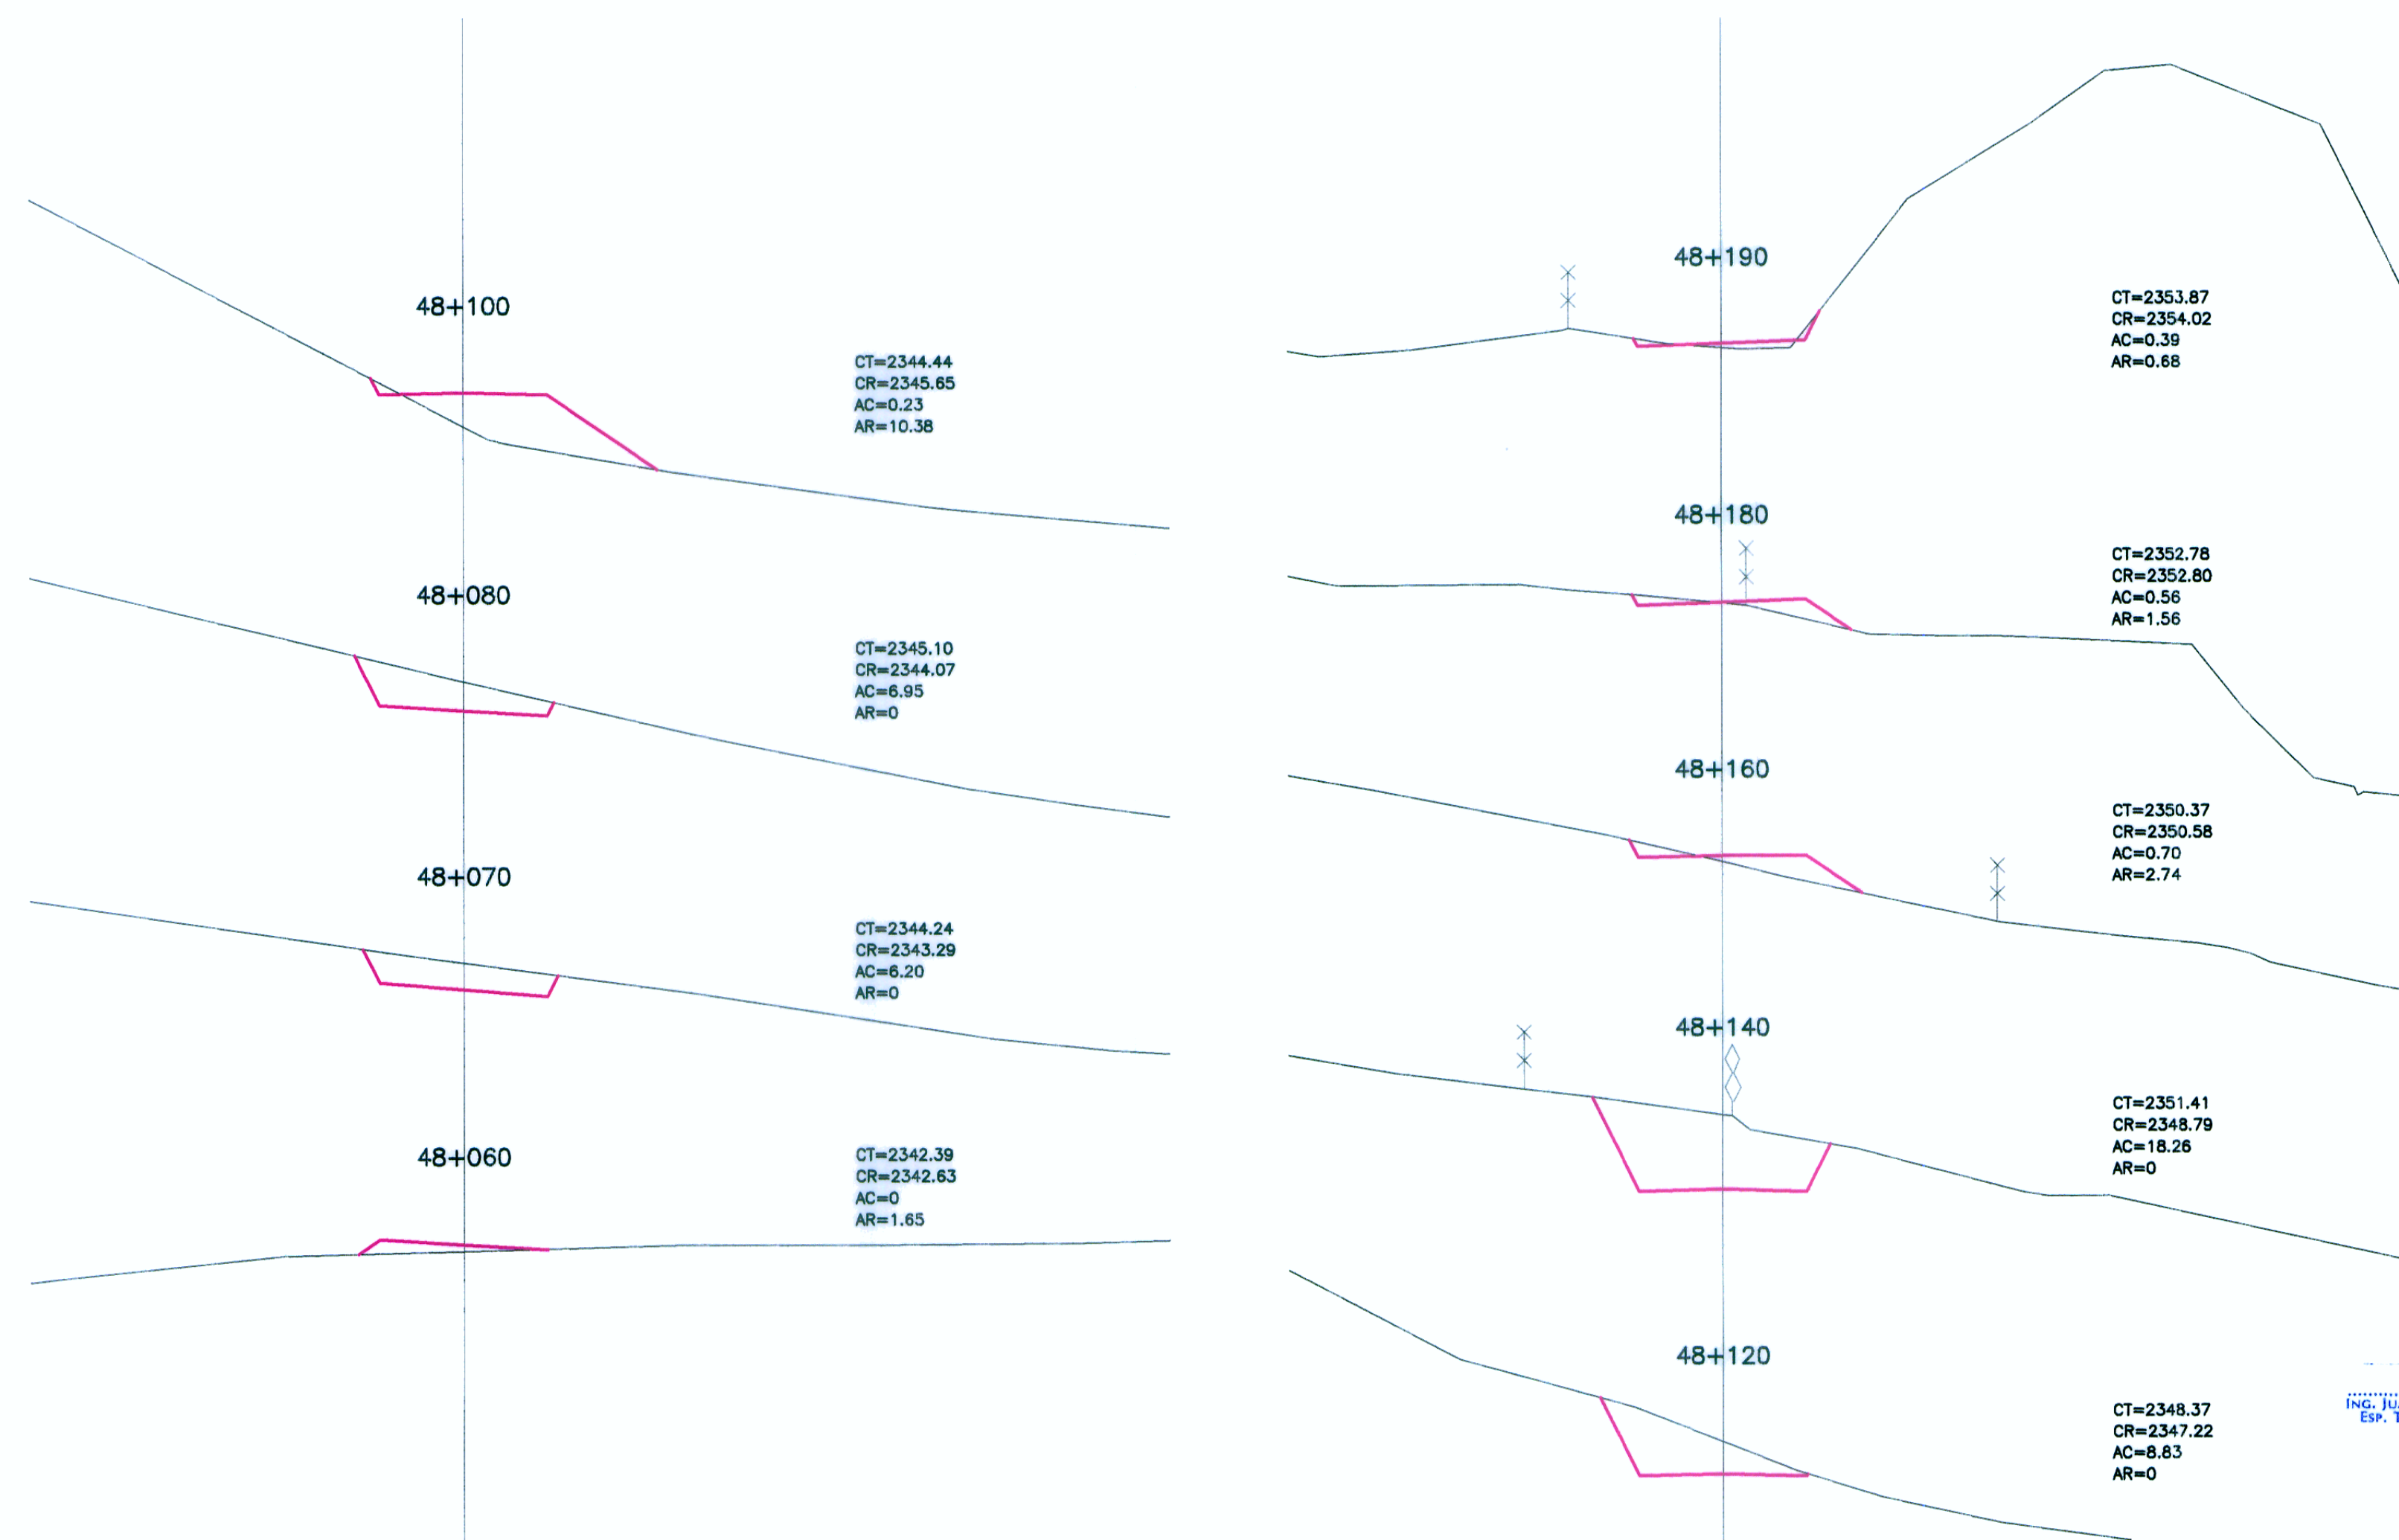 48+100
CT=2344.44
CR=2345.65
AC=0.23
AR=10.38
48+080
CT=2345.10
CR=2344.07
AC=6.95
AR=0
48+070
CT=2344.24
CR=2343.29
AC=6.20
AR=0
48+060
CT=2342.39
CR=2342.63
AC=0
AR=1.65
48+190
CT=2353.87
CR=2354.02
AC=0.39
AR=0.68
48+180
CT=2352.78
CR=2352.80
AC=0.56
AR=1.56
48+160
CT=2350.37
CR=2350.58
AC=0.70
AR=2.74
48+140
CT=2351.41
CR=2348.79
AC=18.26
AR=0
48+120
CT=2348.37
CR=2347.22
AC=8.83
AR=0
ING. JU
ESP.